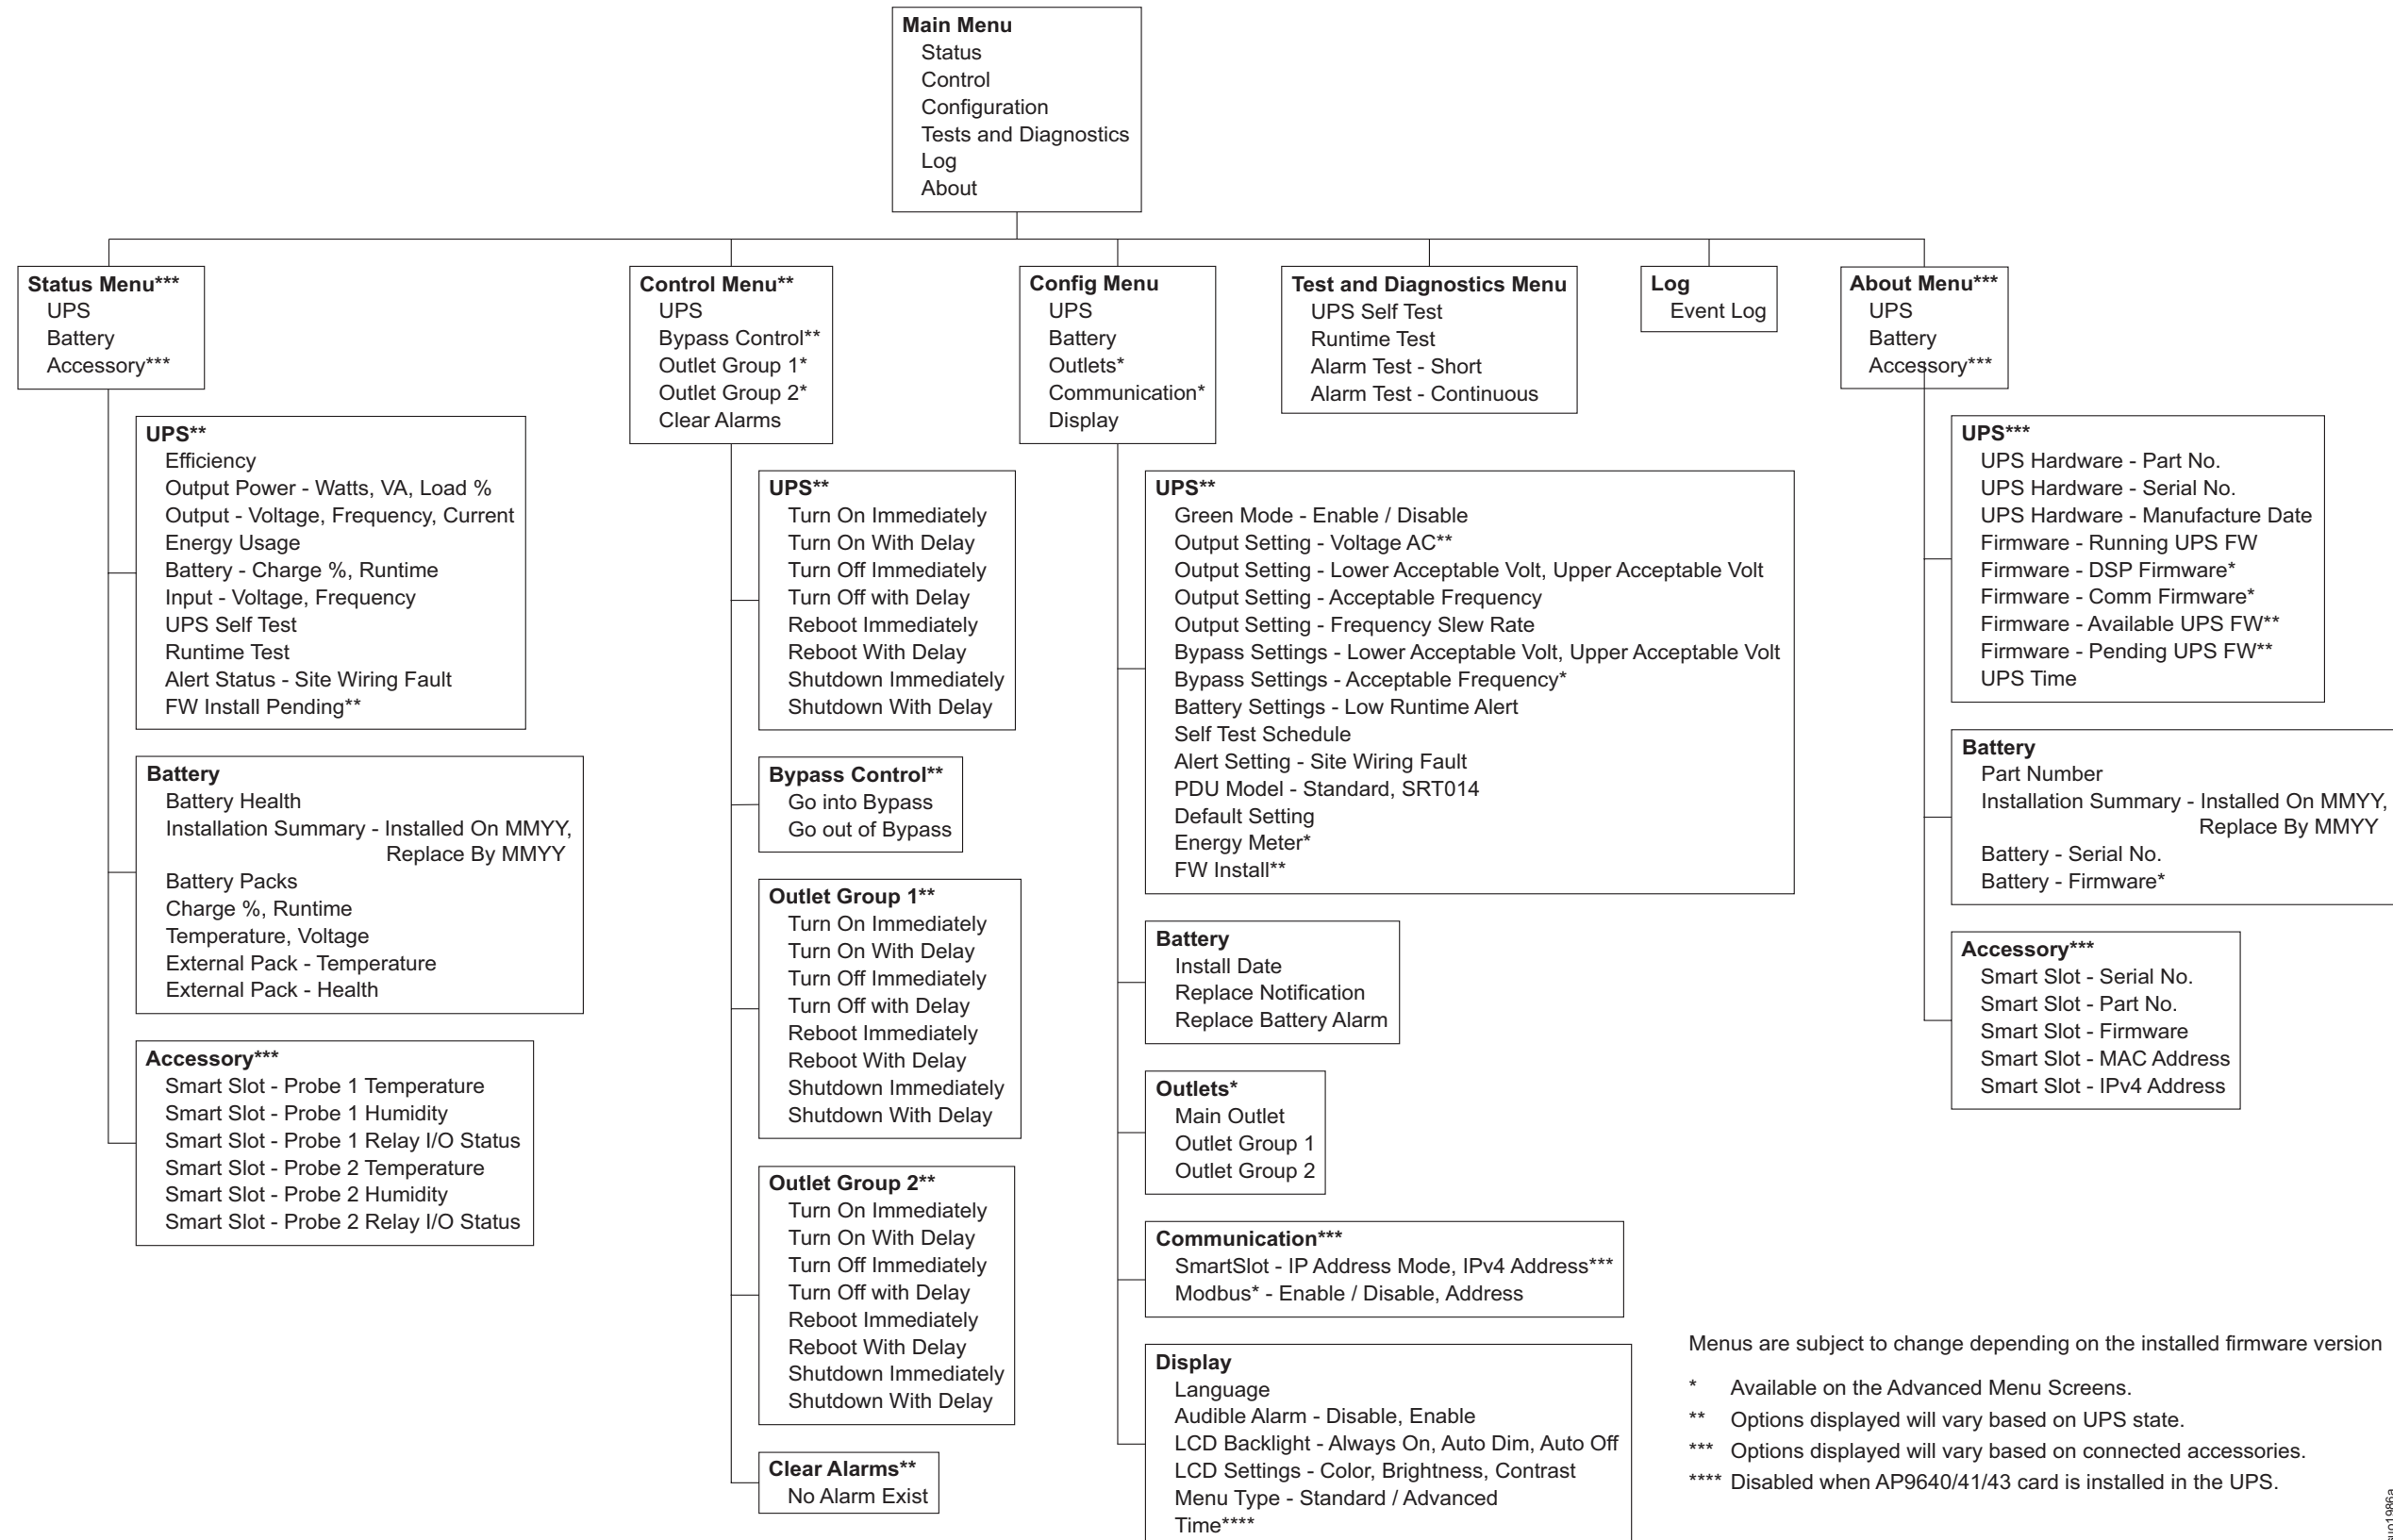 Main Menu
Status
Control
Configuration
Tests and Diagnostics
Log
About
Status Menu***
UPS
Battery
Accessory***
UPS**
Efficiency
Output Power - Watts, VA, Load %
Output - Voltage, Frequency, Current
Energy Usage
Battery - Charge %, Runtime
Input - Voltage, Frequency
UPS Self Test
Runtime Test
Alert Status - Site Wiring Fault
FW Install Pending**
Battery
Battery Health
Installation Summary - Installed On MMYY,
Replace By MMYY
Battery Packs
Charge %, Runtime
Temperature, Voltage
External Pack - Temperature
External Pack - Health
Accessory***
Smart Slot - Probe 1 Temperature
Smart Slot - Probe 1 Humidity
Smart Slot - Probe 1 Relay I/O Status
Smart Slot - Probe 2 Temperature
Smart Slot - Probe 2 Humidity
Smart Slot - Probe 2 Relay I/O Status
Control Menu**
UPS
Bypass Control**
Outlet Group 1*
Outlet Group 2*
Clear Alarms
UPS**
Turn On Immediately
Turn On With Delay
Turn Off Immediately
Turn Off with Delay
Reboot Immediately
Reboot With Delay
Shutdown Immediately
Shutdown With Delay
Bypass Control**
Go into Bypass
Go out of Bypass
Outlet Group 1**
Turn On Immediately
Turn On With Delay
Turn Off Immediately
Turn Off with Delay
Reboot Immediately
Reboot With Delay
Shutdown Immediately
Shutdown With Delay
Outlet Group 2**
Turn On Immediately
Turn On With Delay
Turn Off Immediately
Turn Off with Delay
Reboot Immediately
Reboot With Delay
Shutdown Immediately
Shutdown With Delay
Clear Alarms**
No Alarm Exist
Config Menu
UPS
Battery
Outlets*
Communication*
Display
UPS**
Green Mode - Enable / Disable
Output Setting - Voltage AC**
Output Setting - Lower Acceptable Volt, Upper Acceptable Volt
Output Setting - Acceptable Frequency
Output Setting - Frequency Slew Rate
Bypass Settings - Lower Acceptable Volt, Upper Acceptable Volt
Bypass Settings - Acceptable Frequency*
Battery Settings - Low Runtime Alert
Self Test Schedule
Alert Setting - Site Wiring Fault
PDU Model - Standard, SRT014
Default Setting
Energy Meter*
FW Install**
Battery
Install Date
Replace Notification
Replace Battery Alarm
Outlets*
Main Outlet
Outlet Group 1
Outlet Group 2
Communication***
SmartSlot - IP Address Mode, IPv4 Address***
Modbus* - Enable / Disable, Address
Display
Language
Audible Alarm - Disable, Enable
LCD Backlight - Always On, Auto Dim, Auto Off
LCD Settings - Color, Brightness, Contrast
Menu Type - Standard / Advanced
Time****
Test and Diagnostics Menu
UPS Self Test
Runtime Test
Alarm Test - Short
Alarm Test - Continuous
Log
Event Log
About Menu***
UPS
Battery
Accessory***
UPS***
UPS Hardware - Part No.
UPS Hardware - Serial No.
UPS Hardware - Manufacture Date
Firmware - Running UPS FW
Firmware - DSP Firmware*
Firmware - Comm Firmware*
Firmware - Available UPS FW**
Firmware - Pending UPS FW**
UPS Time
Battery
Part Number
Installation Summary - Installed On MMYY,
Replace By MMYY
Battery - Serial No.
Battery - Firmware*
Accessory***
Smart Slot - Serial No.
Smart Slot - Part No.
Smart Slot - Firmware
Smart Slot - MAC Address
Smart Slot - IPv4 Address
Menus are subject to change depending on the installed firmware version
* Available on the Advanced Menu Screens.
** Options displayed will vary based on UPS state.
*** Options displayed will vary based on connected accessories.
**** Disabled when AP9640/41/43 card is installed in the UPS.